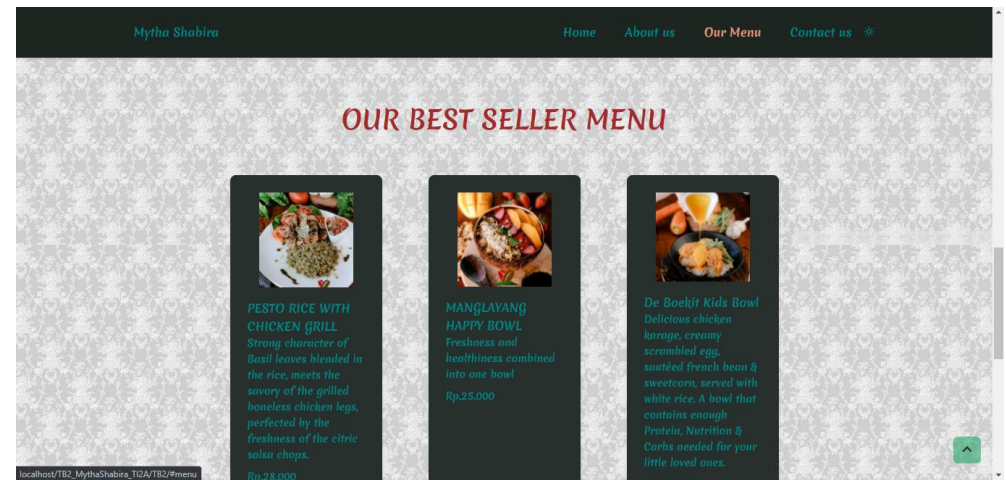 Mytha Shabira Home About us Our Menu Contact us
OUR BEST SELLER MENU
PESTO RICE WITH
CHICKEN GRILL
Strong character of
Basil leaves blended in
the rice, meets the
savory of the grilled
boneless chicken legs,
perfected by the
freshness of the citric
salsa chops.
Rp.28.000
MANGLAYANG
HAPPY BOWL
Freshness and
healthiness combined
into one bowl
Rp.25.000
De Boekit Kids Bowl
Delicious chicken
karage, creamy
scrambled egg,
sautéed french bean &
sweetcorn, served with
white rice. A bowl that
contains enough
Protein, Nutrition &
Carbs needed for your
little loved ones.
localhost/TB2_MythaShabira_TI2A/TB2/#menu